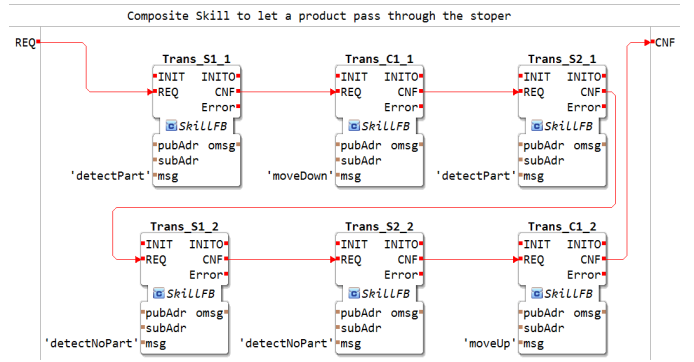 Composite Skill to let a product pass through the stoper
REQ CNF
Trans_S1_1 Trans_C1_1 Trans_S2_1
INIT INITO INIT INITO INIT INITO
REQ CNF REQ CNF REQ CNF
Error Error Error
SkillFB SkillFB SkillFB
pubAdr omsg pubAdr omsg pubAdr omsg
subAdr subAdr subAdr
'detectPart' msg 'moveDown' msg 'detectPart' msg
Trans_S1_2 Trans_S2_2 Trans_C1_2
INIT INITO INIT INITO INIT INITO
REQ CNF REQ CNF REQ CNF
Error Error Error
SkillFB SkillFB SkillFB
pubAdr omsg pubAdr omsg pubAdr omsg
subAdr subAdr subAdr
'detectNoPart' msg 'detectNoPart' msg 'moveUp' msg